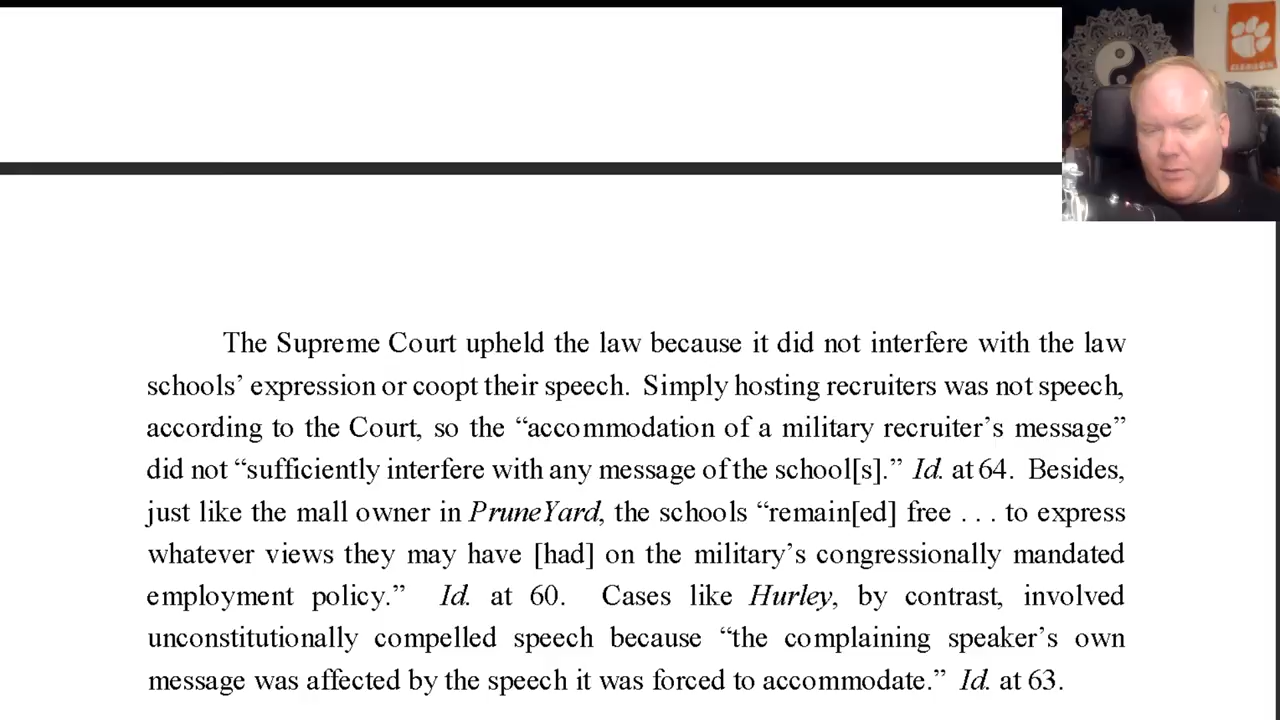 CLEMSON
The Supreme Court upheld the law because it did not interfere with the law
schools’ expression or coopt their speech.  Simply hosting recruiters was not speech,
according to the Court, so the “accommodation of a military recruiter’s message”
did not “sufficiently interfere with any message of the school[s].”  Id. at 64.  Besides,
just like the mall owner in PruneYard, the schools “remain[ed] free . . . to express
whatever views they may have [had] on the military’s congressionally mandated
employment policy.”  Id. at 60.  Cases like Hurley, by contrast, involved
unconstitutionally compelled speech because “the complaining speaker’s own
message was affected by the speech it was forced to accommodate.”  Id. at 63.